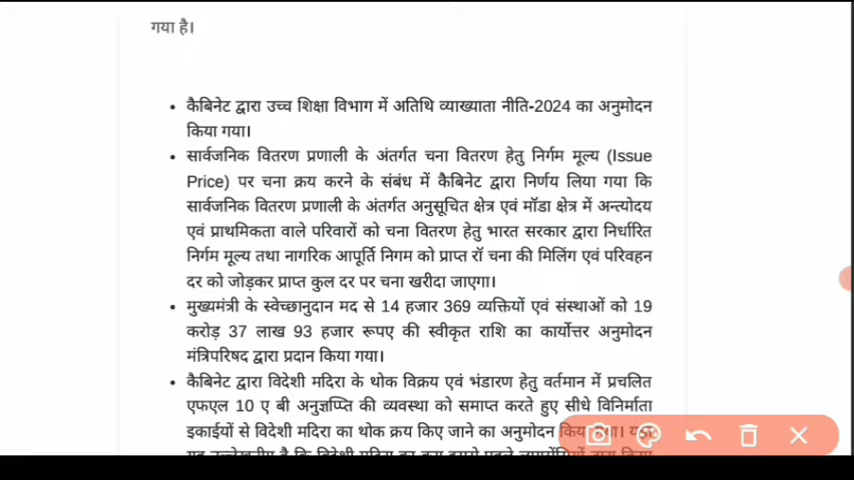 गया है।
• कैबिनेट द्वारा उच्च शिक्षा विभाग में अतिथि व्याख्याता नीति-2024 का अनुमोदन
किया गया।
• सार्वजनिक वितरण प्रणाली के अंतर्गत चना वितरण हेतु निर्गम मूल्य (Issue
Price) पर चना क्रय करने के संबंध में कैबिनेट द्वारा निर्णय लिया गया कि
सार्वजनिक वितरण प्रणाली के अंतर्गत अनुसूचित क्षेत्र एवं मॉडा क्षेत्र में अन्त्योदय
एवं प्राथमिकता वाले परिवारों को चना वितरण हेतु भारत सरकार द्वारा निर्धारित
निर्गम मूल्य तथा नागरिक आपूर्ति निगम को प्राप्त रॉ चना की मिलिंग एवं परिवहन
दर को जोड़कर प्राप्त कुल दर पर चना खरीदा जाएगा।
• मुख्यमंत्री के स्वेच्छानुदान मद से 14 हजार 369 व्यक्तियों एवं संस्थाओं को 19
करोड़ 37 लाख 93 हजार रूपए की स्वीकृत राशि का कार्योत्तर अनुमोदन
मंत्रिपरिषद द्वारा प्रदान किया गया।
• कैबिनेट द्वारा विदेशी मदिरा के थोक विक्रय एवं भंडारण हेतु वर्तमान में प्रचलित
एफएल 10 ए बी अनुज्ञप्ति की व्यवस्था को समाप्त करते हुए सीधे विनिर्माता
इकाईयों से विदेशी मदिरा का थोक क्रय किए जाने का अनुमोदन